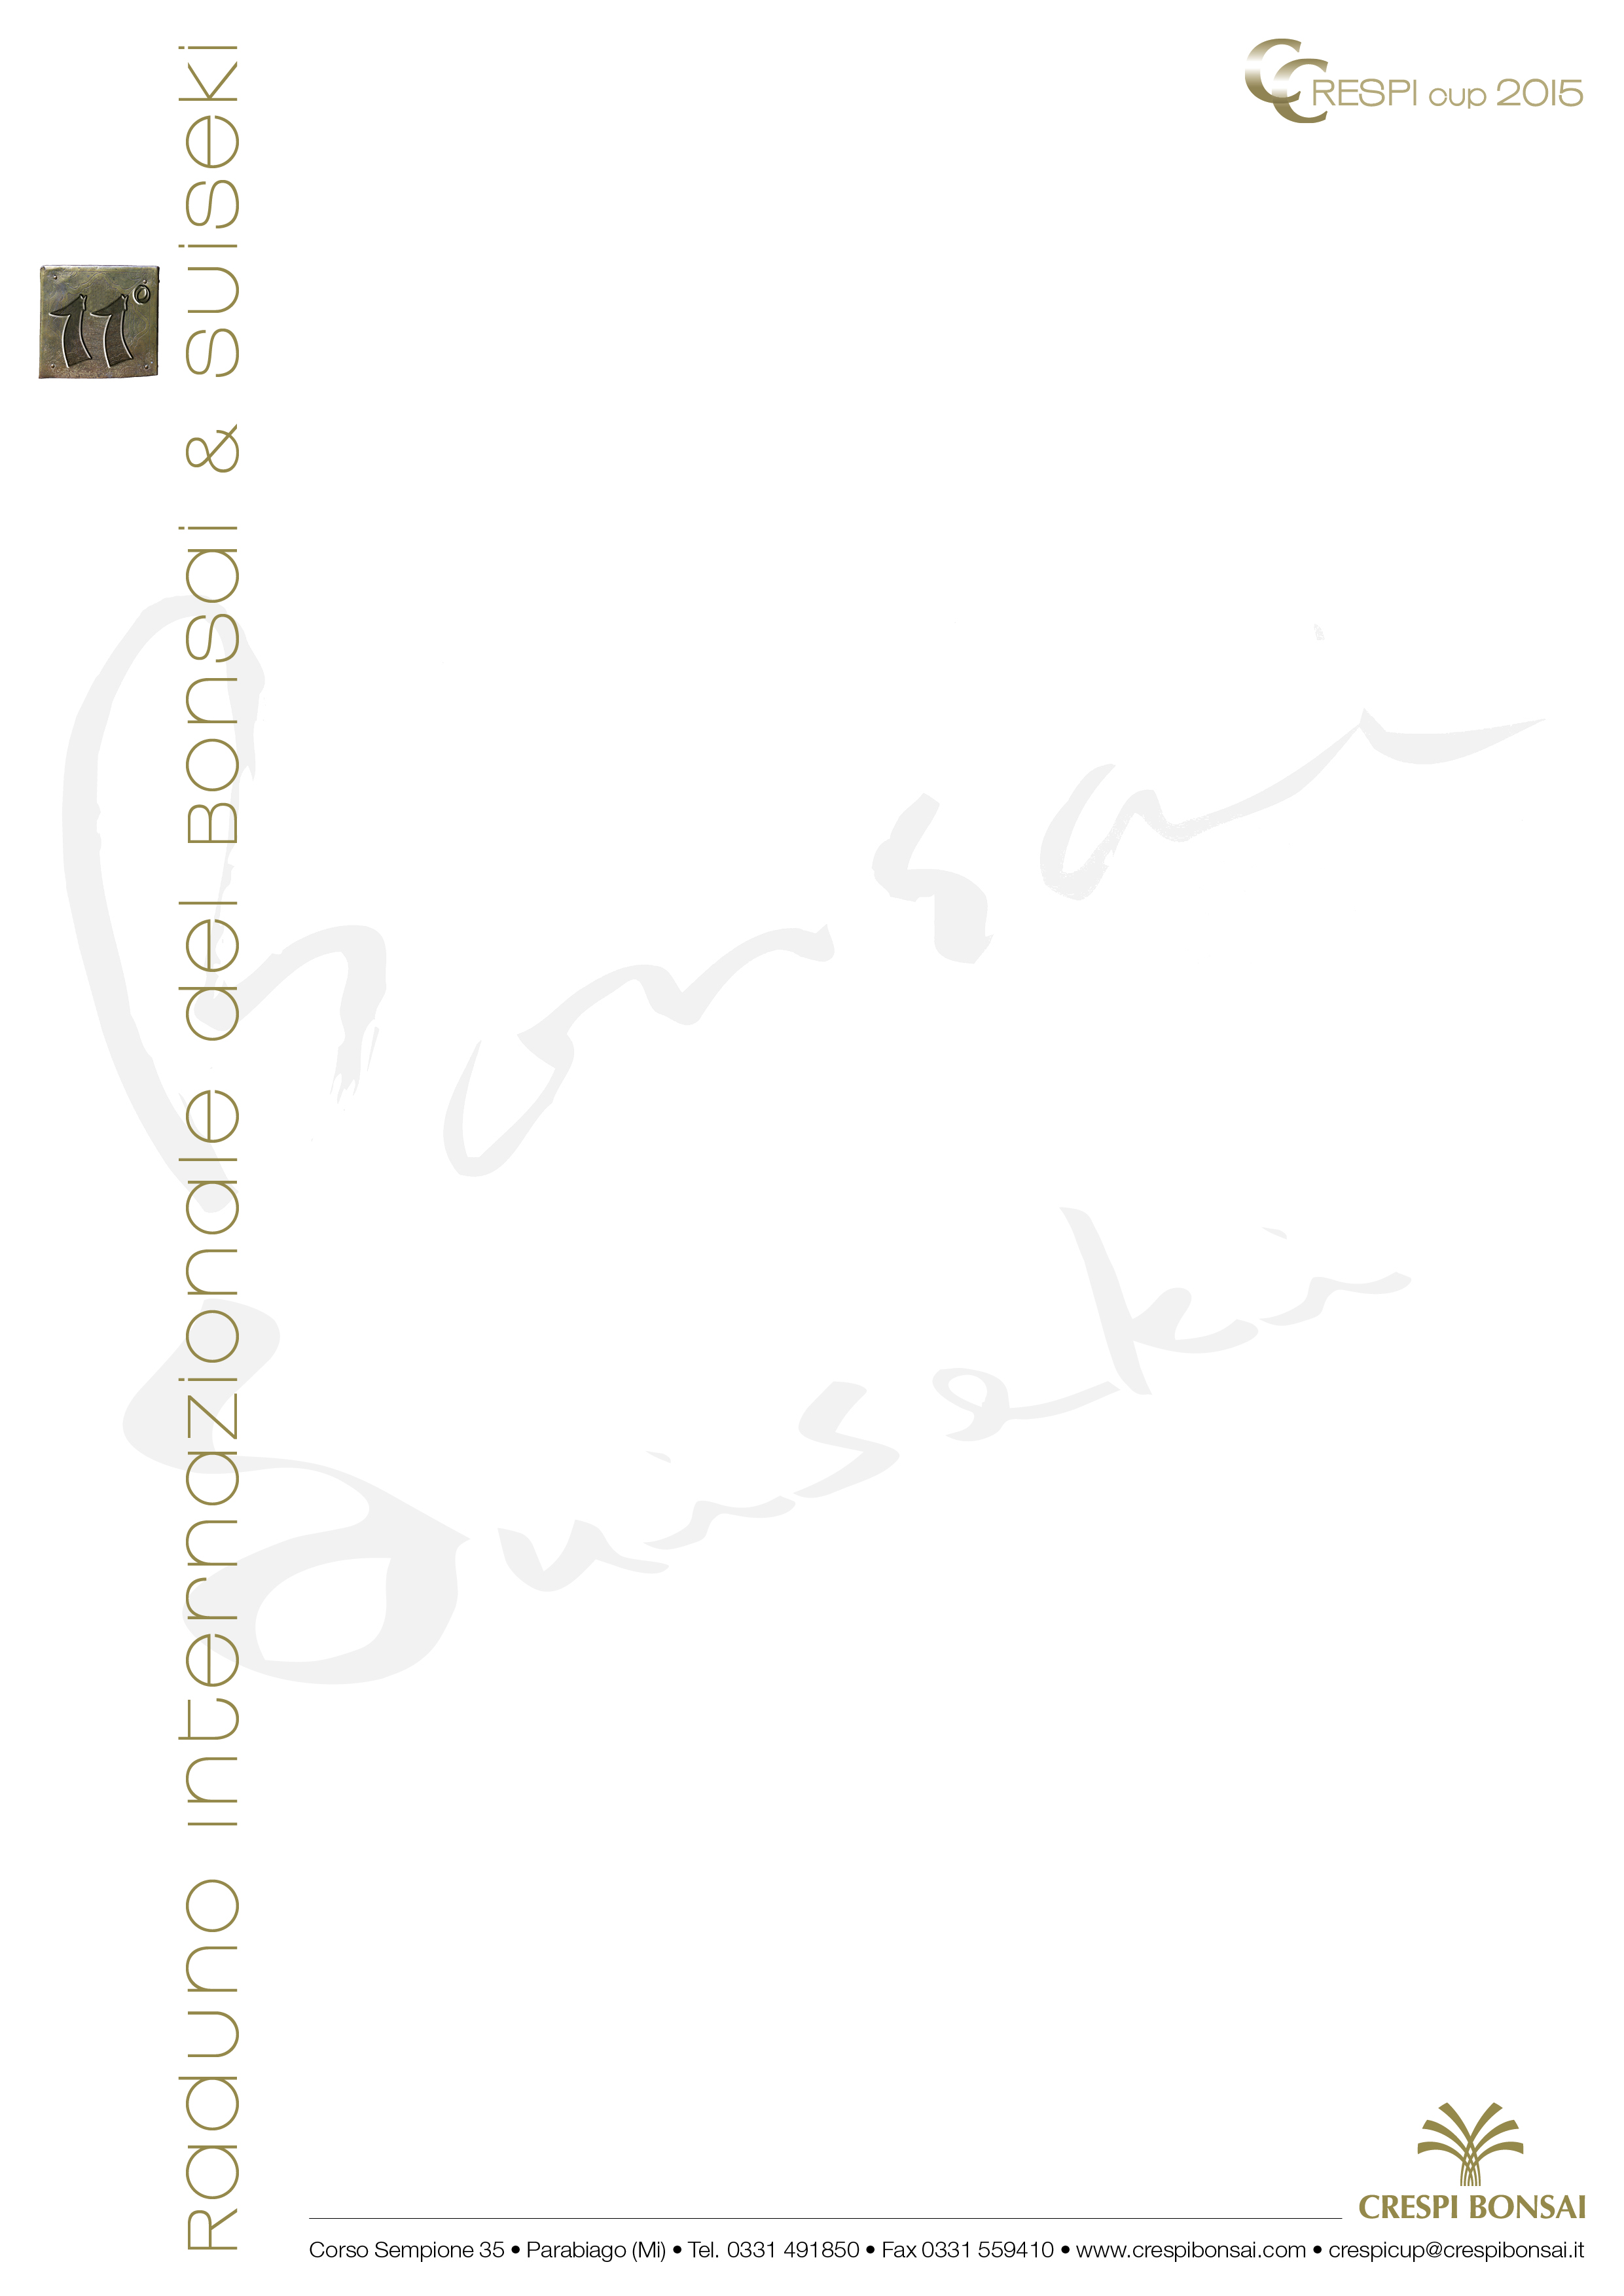 CRESPI cup 2015
11°
Raduno Internazionale del Bonsai & Suiseki
Bonsai
Suiseki
CRESPI BONSAI
Corso Sempione 35 • Parabiago (Mi) • Tel. 0331 491850 • Fax 0331 559410 • www.crespibonsai.com • crespicup@crespibonsai.it